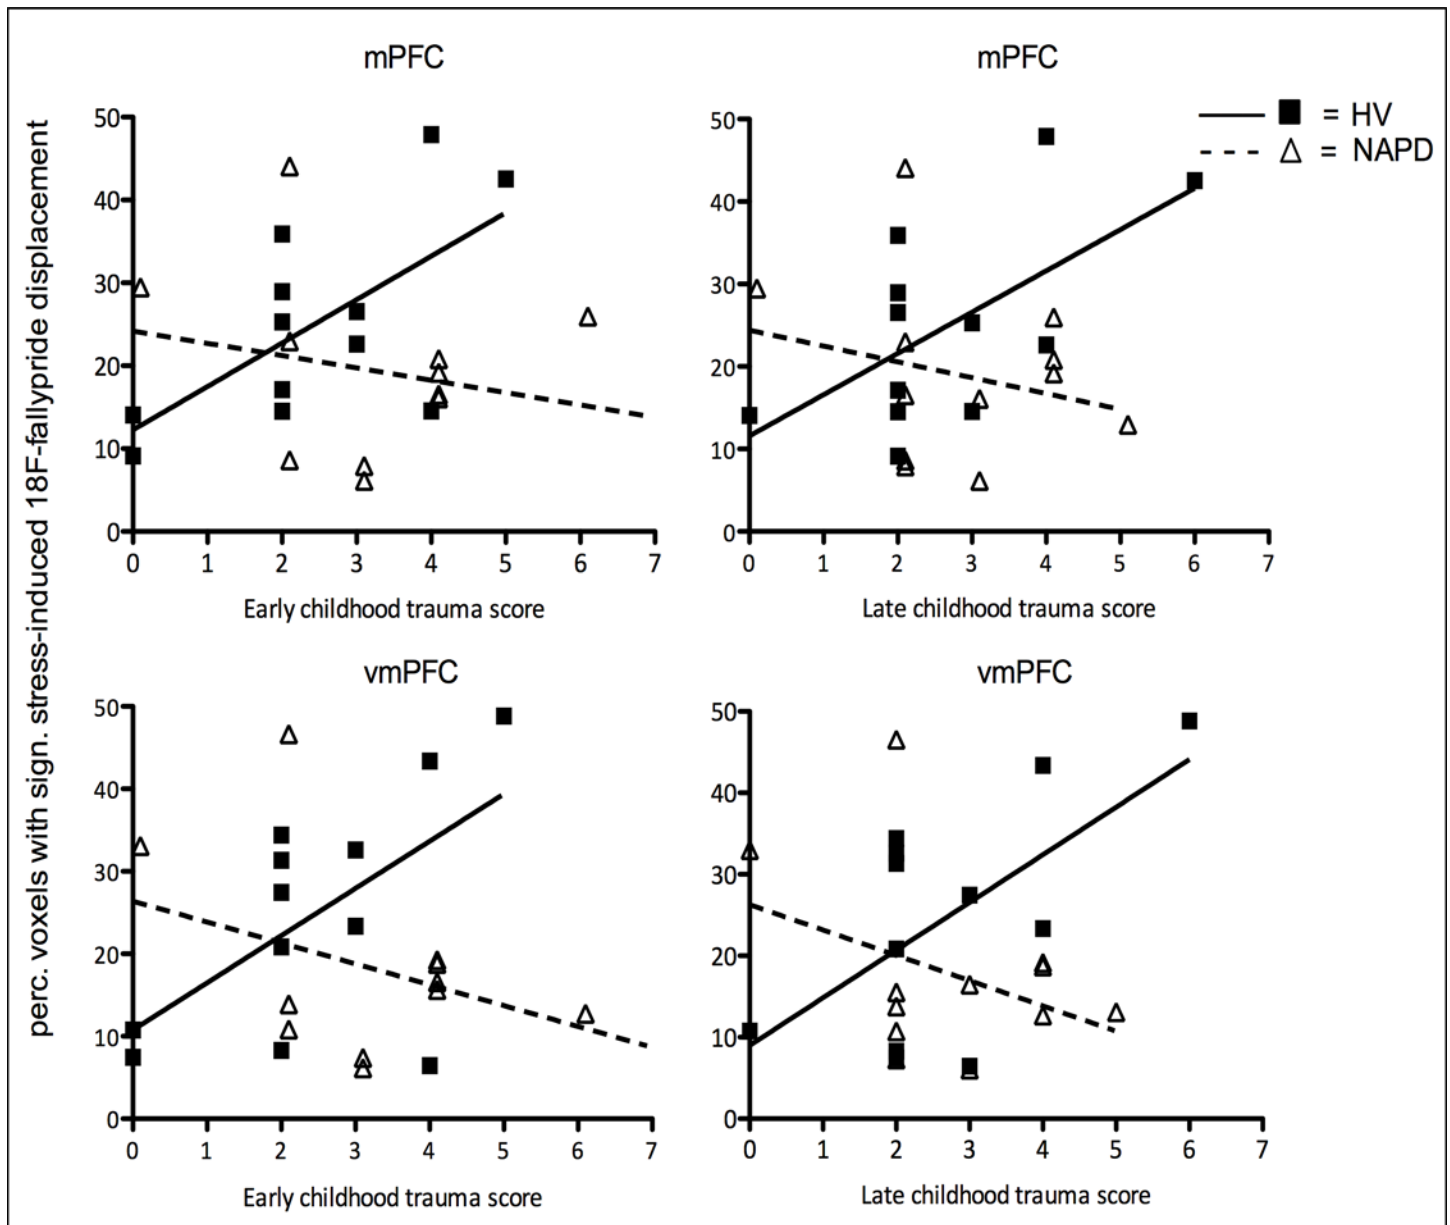 mPFC
mPFC
= HV
= NAPD
perc. voxels with sign. stress-induced 18F-fallypride displacement
50
40
30
20
10
0
0 1 2 3 4 5 6 7
Early childhood trauma score
50
40
30
20
10
0
0 1 2 3 4 5 6 7
Late childhood trauma score
vmPFC
vmPFC
50
40
30
20
10
0
0 1 2 3 4 5 6 7
Early childhood trauma score
50
40
30
20
10
0
0 1 2 3 4 5 6 7
Late childhood trauma score